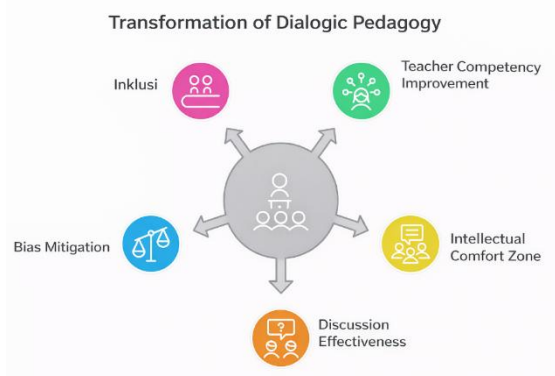 Transformation of Dialogic Pedagogy
Inklusi
Teacher Competency
Improvement
Bias Mitigation
Intellectual
Comfort Zone
?
Discussion
Effectiveness